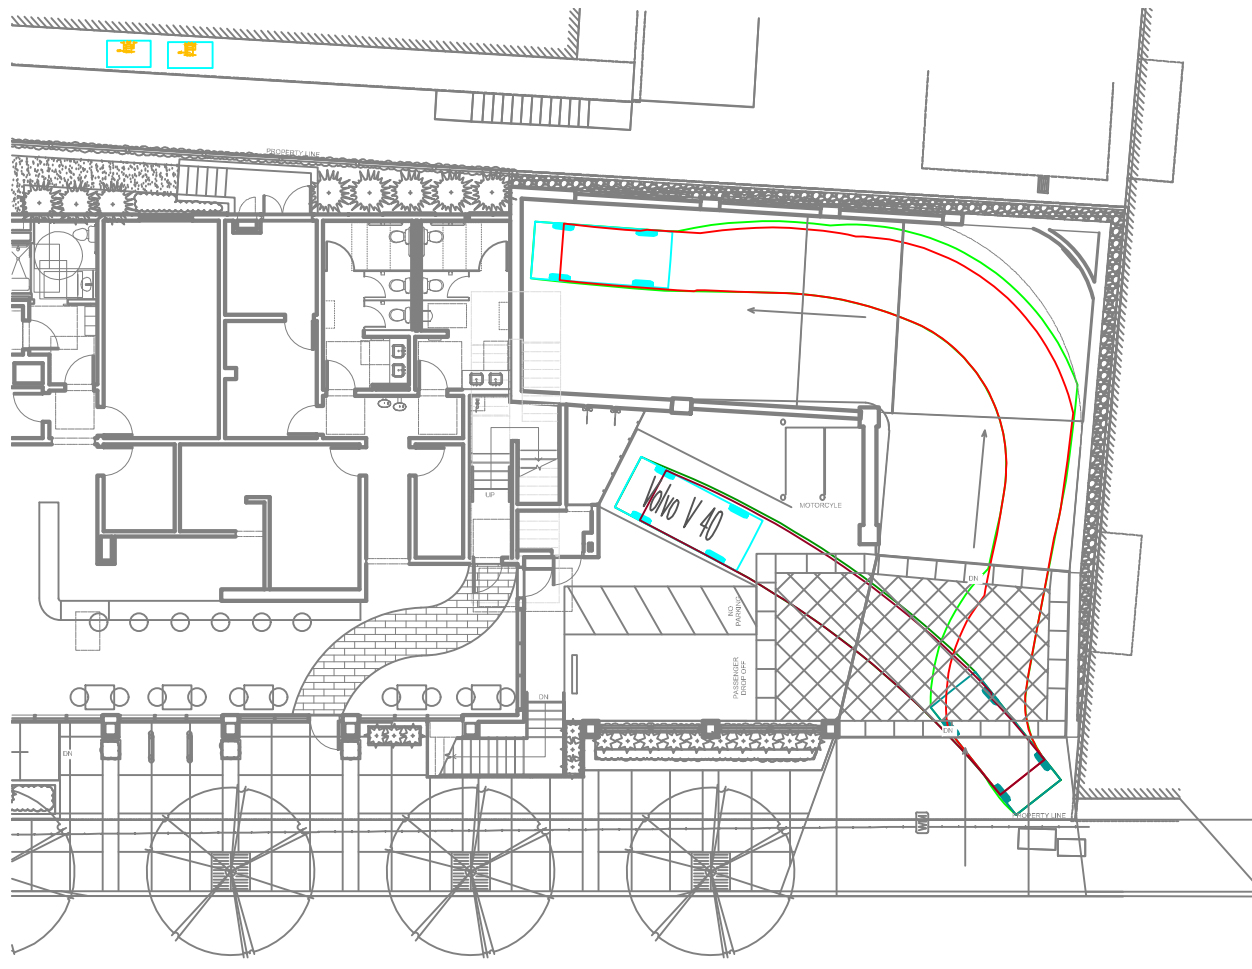 PROPERTY LINE
UP
Volvo V 40
MOTORCYLE
DN
NO
PARKING
PASSENGER
DROP OFF
DN
DN
DN
PROPERTY LINE